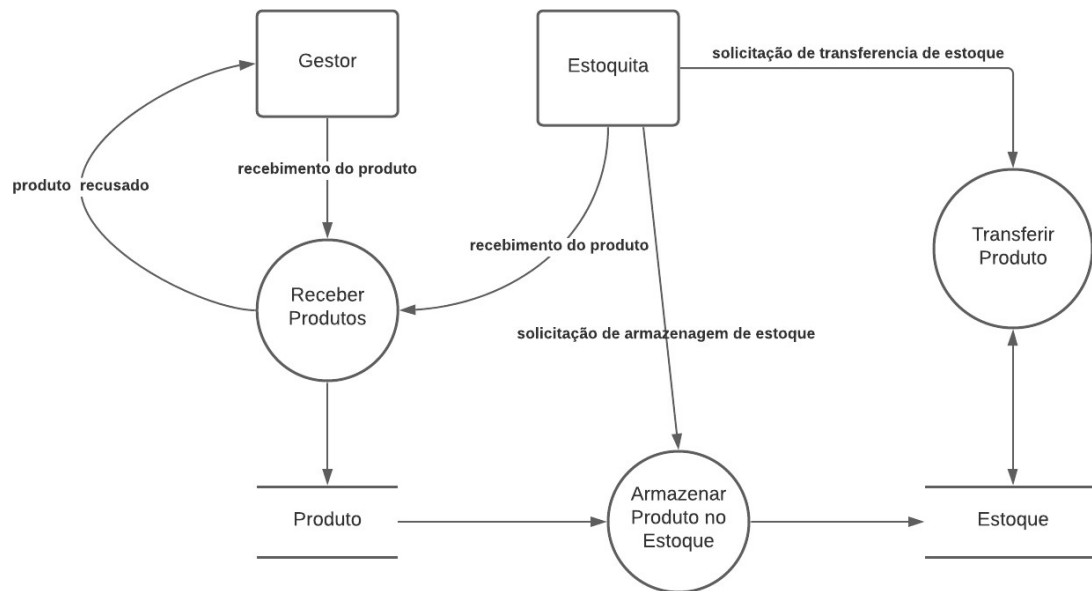 Gestor
Estoquita
solicitação de transferencia de estoque
recebimento do produto
produto recusado
Transferir
Produto
recebimento do produto
Receber
Produtos
solicitação de armazenagem de estoque
Produto
Armazenar
Produto no
Estoque
Estoque